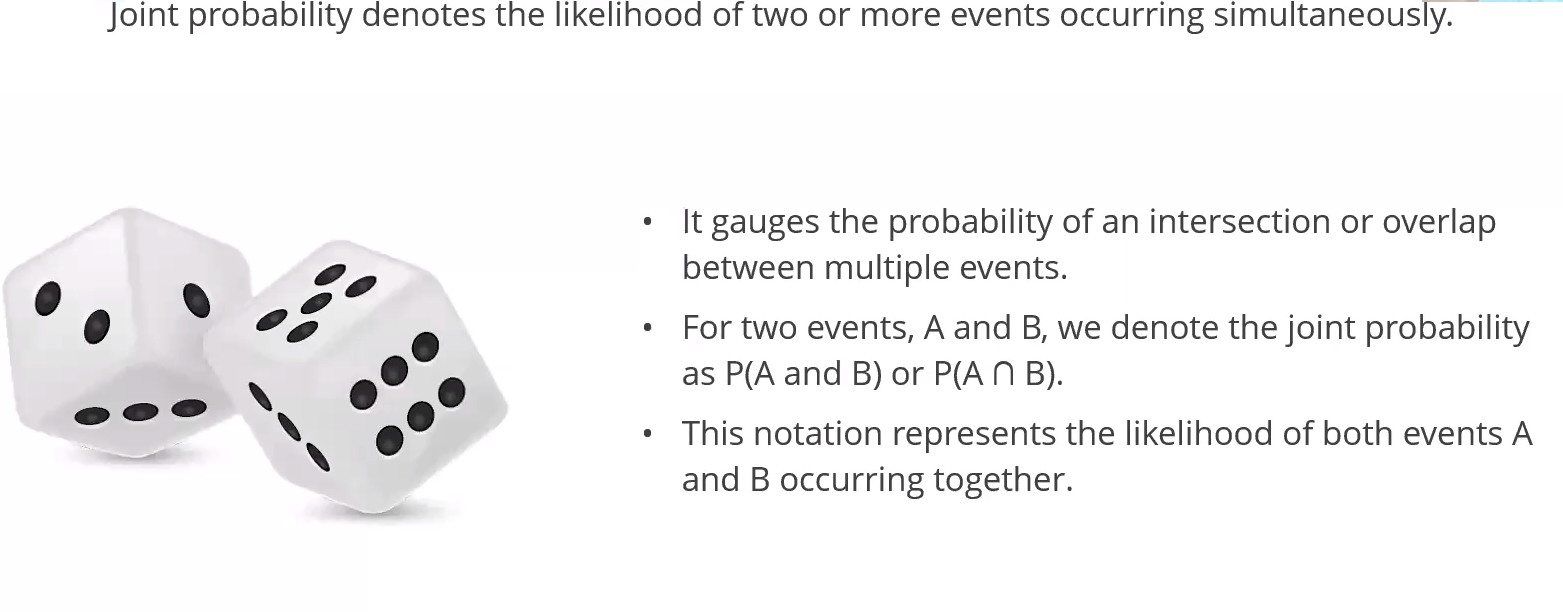 Joint probability denotes the likelihood of two or more events occurring simultaneously.
• It gauges the probability of an intersection or overlap
between multiple events.
• For two events, A and B, we denote the joint probability
as P(A and B) or P(A ∩ B).
• This notation represents the likelihood of both events A
and B occurring together.